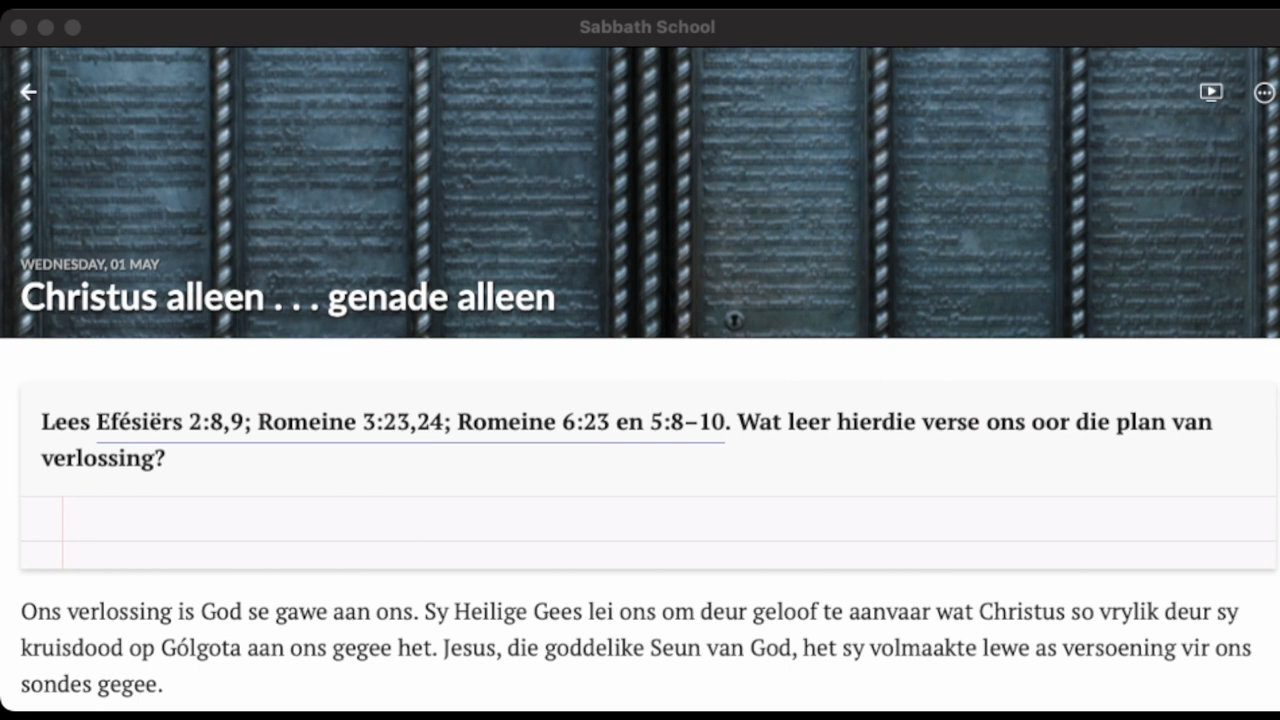 Sabbath School
WEDNESDAY, 01 MAY
Christus alleen . . . genade alleen
Lees Efésiërs 2:8,9; Romeine 3:23,24; Romeine 6:23 en 5:8–10. Wat leer hierdie verse ons oor die plan van
verlossing?
Ons verlossing is God se gawe aan ons. Sy Heilige Gees lei ons om deur geloof te aanvaar wat Christus so vrylik deur sy
kruisdood op Gólgota aan ons gegee het. Jesus, die goddelike Seun van God, het sy volmaakte lewe as versoening vir ons
sondes gegee.